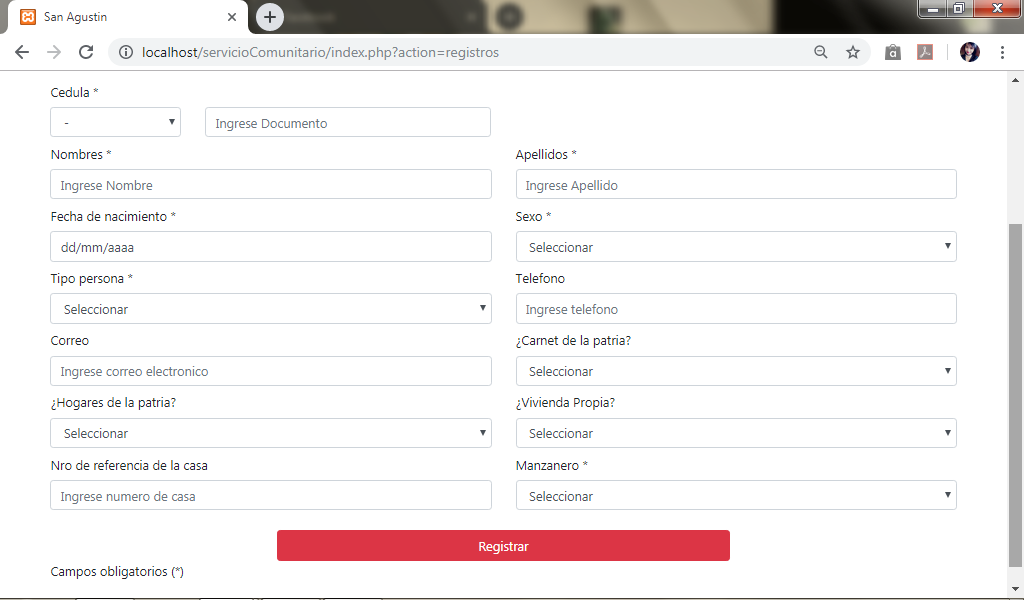 San Agustin
localhost/servicioComunitario/index.php?action=registros
Cedula *
-
Ingrese Documento
Nombres *
Apellidos *
Ingrese Nombre
Ingrese Apellido
Fecha de nacimiento *
Sexo *
dd/mm/aaaa
Seleccionar
Tipo persona *
Telefono
Seleccionar
Ingrese telefono
Correo
¿Carnet de la patria?
Ingrese correo electronico
Seleccionar
¿Hogares de la patria?
¿Vivienda Propia?
Seleccionar
Seleccionar
Nro de referencia de la casa
Manzanero *
Ingrese numero de casa
Seleccionar
Registrar
Campos obligatorios (*)